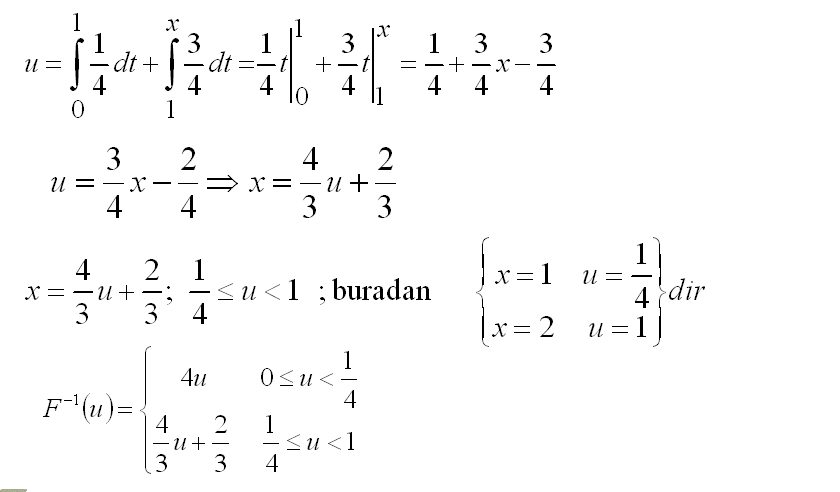 u = ∫₀¹ 1/4 dt + ∫₁ˣ 3/4 dt = 1/4 t |₀¹ + 3/4 t |₁ˣ = 1/4 + 3/4 x − 3/4
u = 3/4 x − 2/4 ⇒ x = 4/3 u + 2/3
x = 4/3 u + 2/3; 1/4 ≤ u < 1 ; buradan { x = 1 u = 1/4
x = 2 u = 1 } dir
F⁻¹(u) = { 4u 0 ≤ u < 1/4
4/3 u + 2/3 1/4 ≤ u < 1